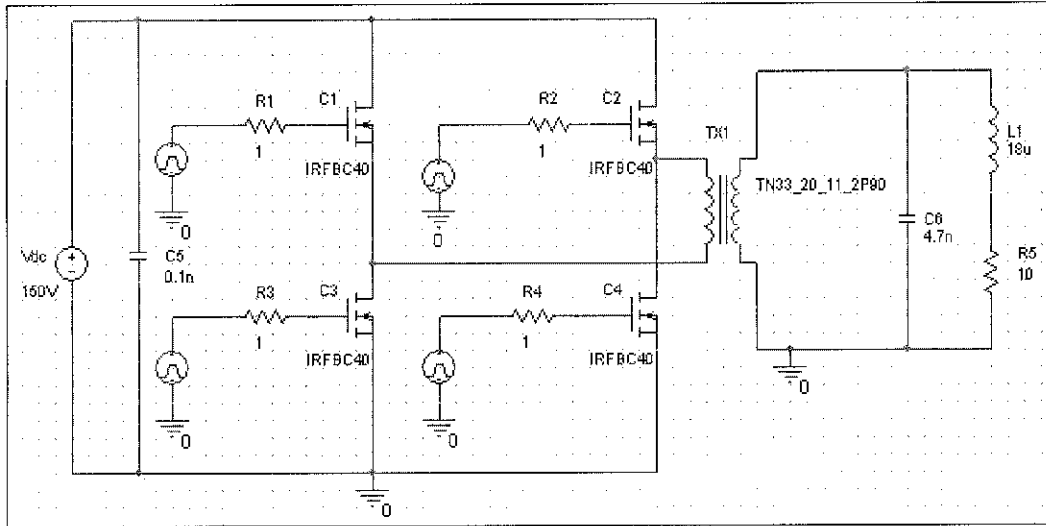 R1
1
C1
IRFBC40
0
R2
1
C2
IRFBC40
0
TX1
TN33_20_11_2P90
L1
18u
C6
4.7n
R5
10
0
Vdc
150V
C5
0.1n
R3
1
C3
IRFBC40
0
R4
1
C4
IRFBC40
0
0